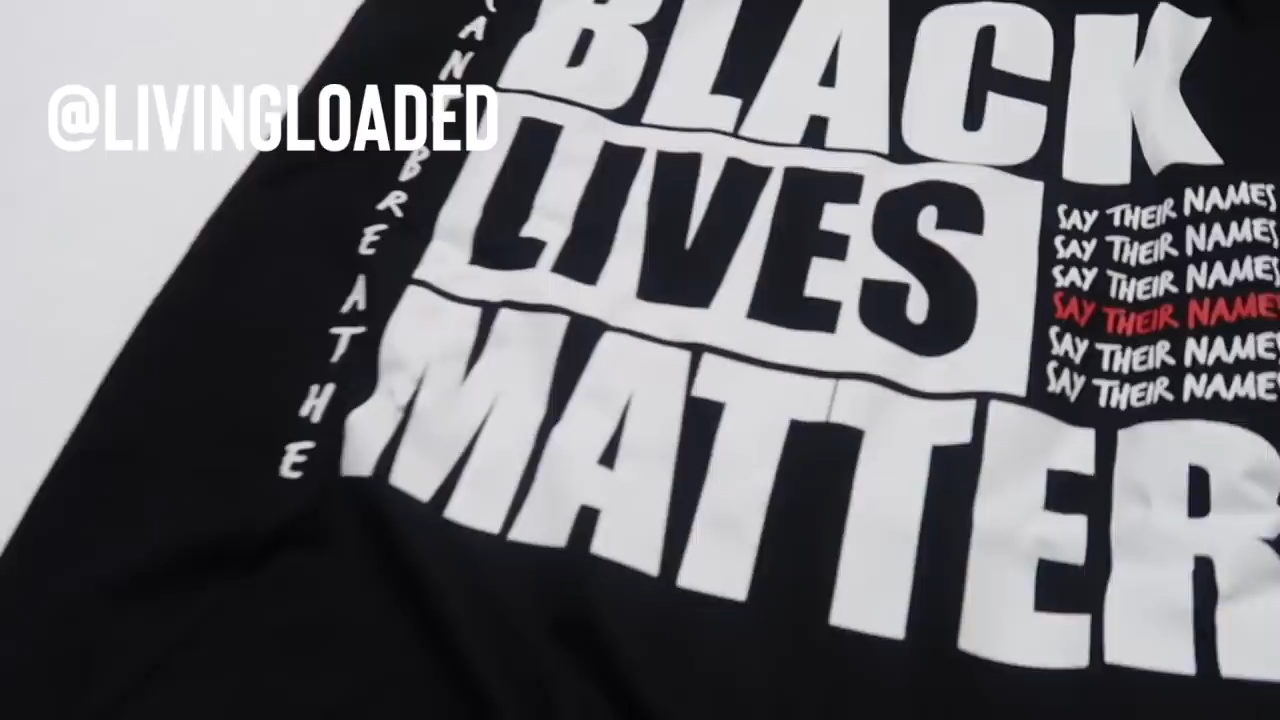 @LIVINGLOADED
BLACK
LIVES
MATTER
BREATHE
SAY THEIR NAMES
SAY THEIR NAMES
SAY THEIR NAMES
SAY THEIR NAME
SAY THEIR NAME
SAY THEIR NAME